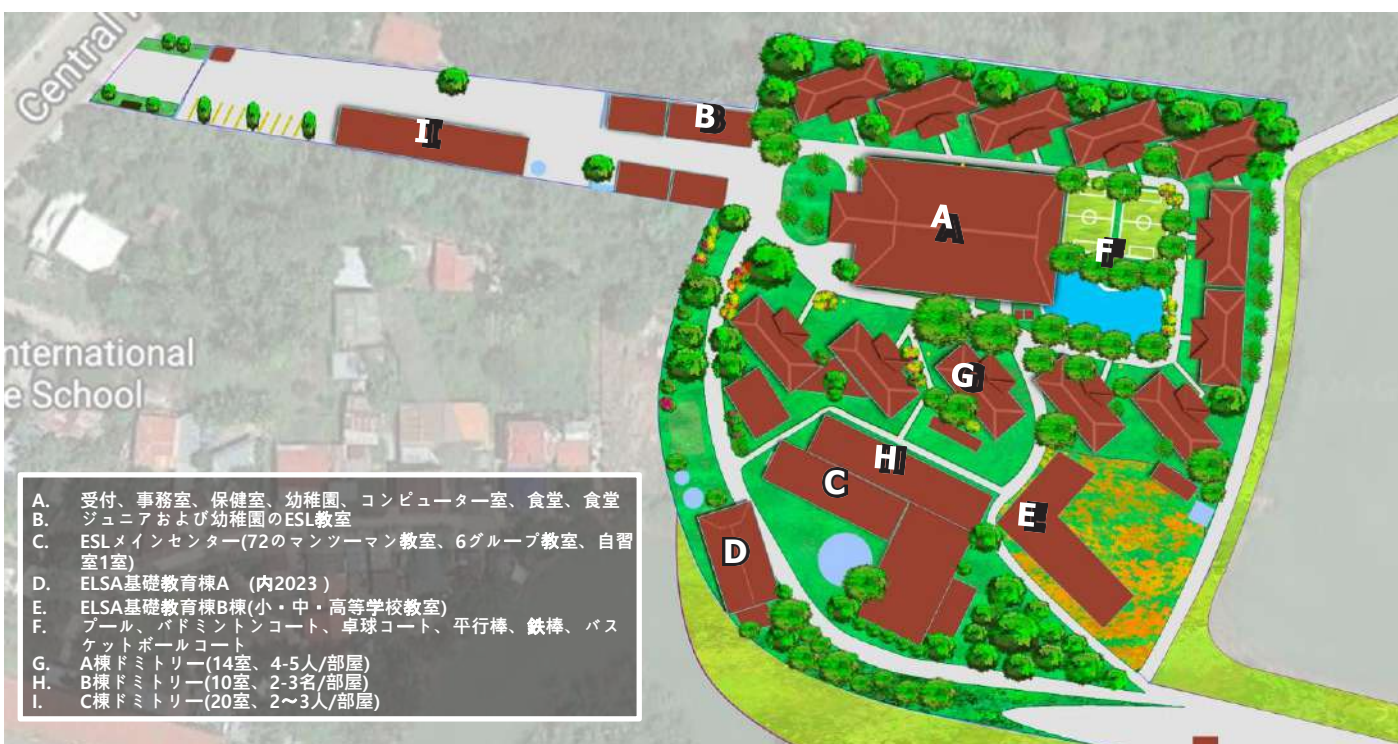 Central
nternational
e School
I
B
A
F
G
H
C
E
D
A. 受付、事務室、保健室、幼稚園、コンピューター室、食堂、食堂
B. ジュニアおよび幼稚園のESL教室
C. ESLメインセンター(72のマンツーマン教室、6グループ教室、自習
室1室)
D. ELSA基礎教育棟A (内2023 )
E. ELSA基礎教育棟B棟(小・中・高等学校教室)
F. プール、バドミントンコート、卓球コート、平行棒、鉄棒、バス
ケットボールコート
G. A棟ドミトリー(14室、4-5人/部屋)
H. B棟ドミトリー(10室、2-3名/部屋)
I. C棟ドミトリー(20室、2～3人/部屋)